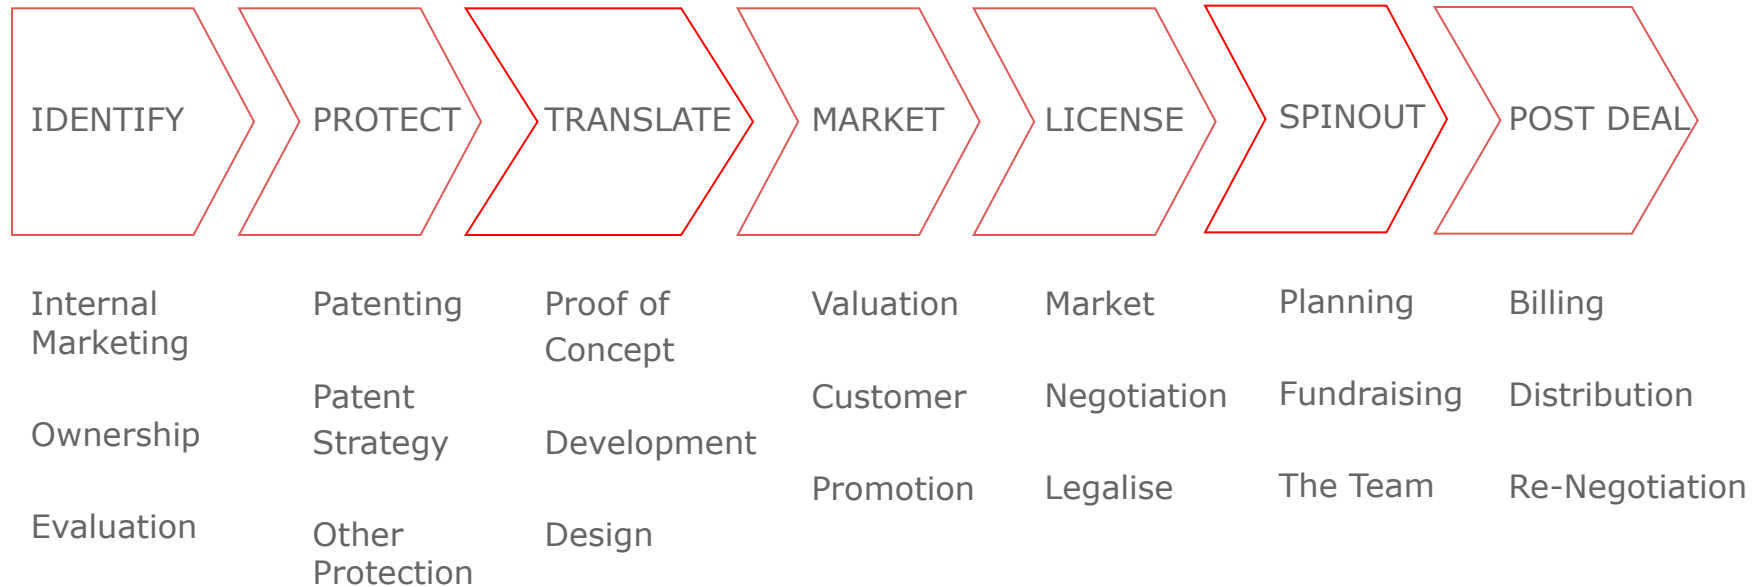 IDENTIFY
PROTECT
TRANSLATE
MARKET
LICENSE
SPINOUT
POST DEAL
Internal
Marketing
Ownership
Evaluation
Patenting
Patent
Strategy
Other
Protection
Proof of
Concept
Development
Design
Valuation
Customer
Promotion
Market
Negotiation
Legalise
Planning
Fundraising
The Team
Billing
Distribution
Re-Negotiation